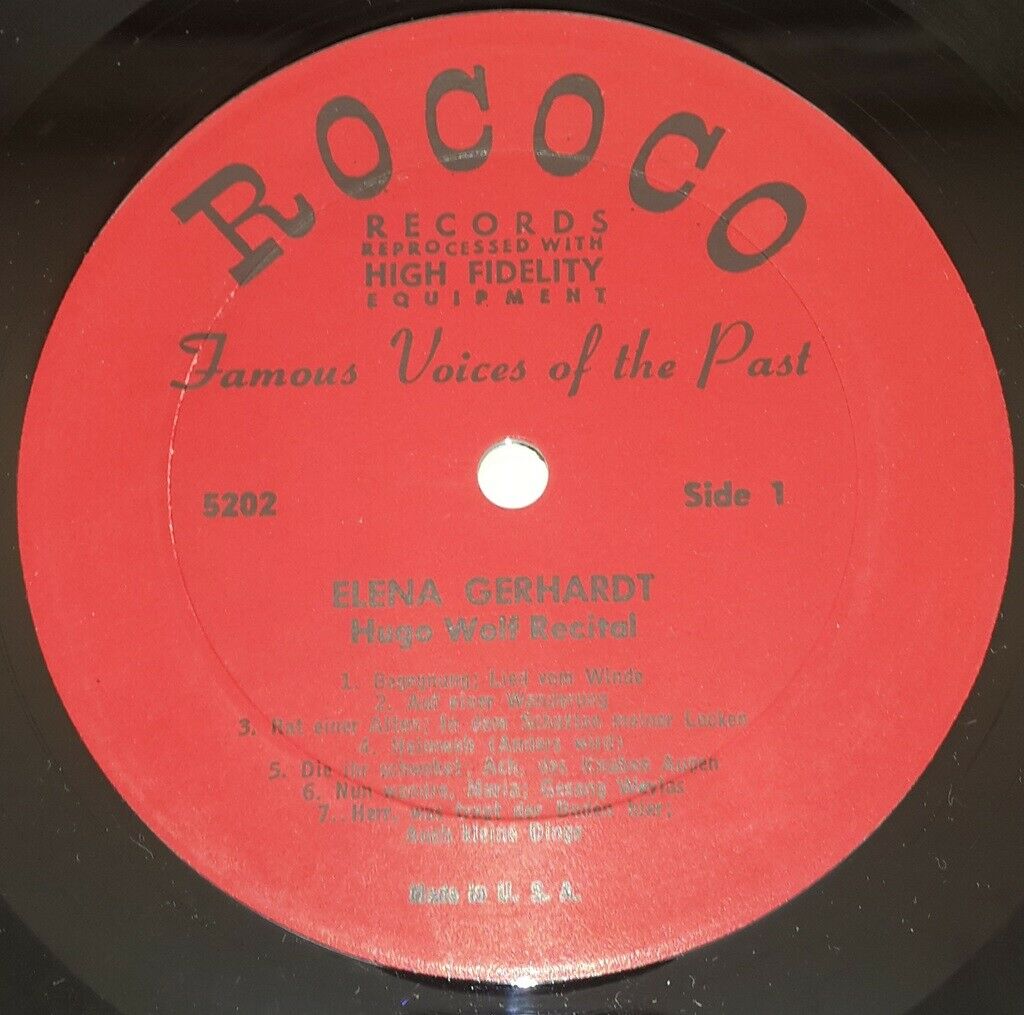 ROCOCO
RECORDS
REPROCESSED WITH
HIGH FIDELITY
EQUIPMENT
Famous Voices of the Past
5202
Side 1
ELENA GERHARDT
Hugo Wolf Recital
1. Begegnung; Lied vom Winde
2. Auf einer Wanderung
3. Rat einer Alten; In dem Schatten meiner Locken
4. Heimweh (Anders wird)
5. Die ihr schwebet; Ach, des Knaben Augen
6. Nun wandre, Maria; Gesang Weylas
7. Herr, was tragt der Boden hier;
Auch kleine Dinge
Made in U. S. A.